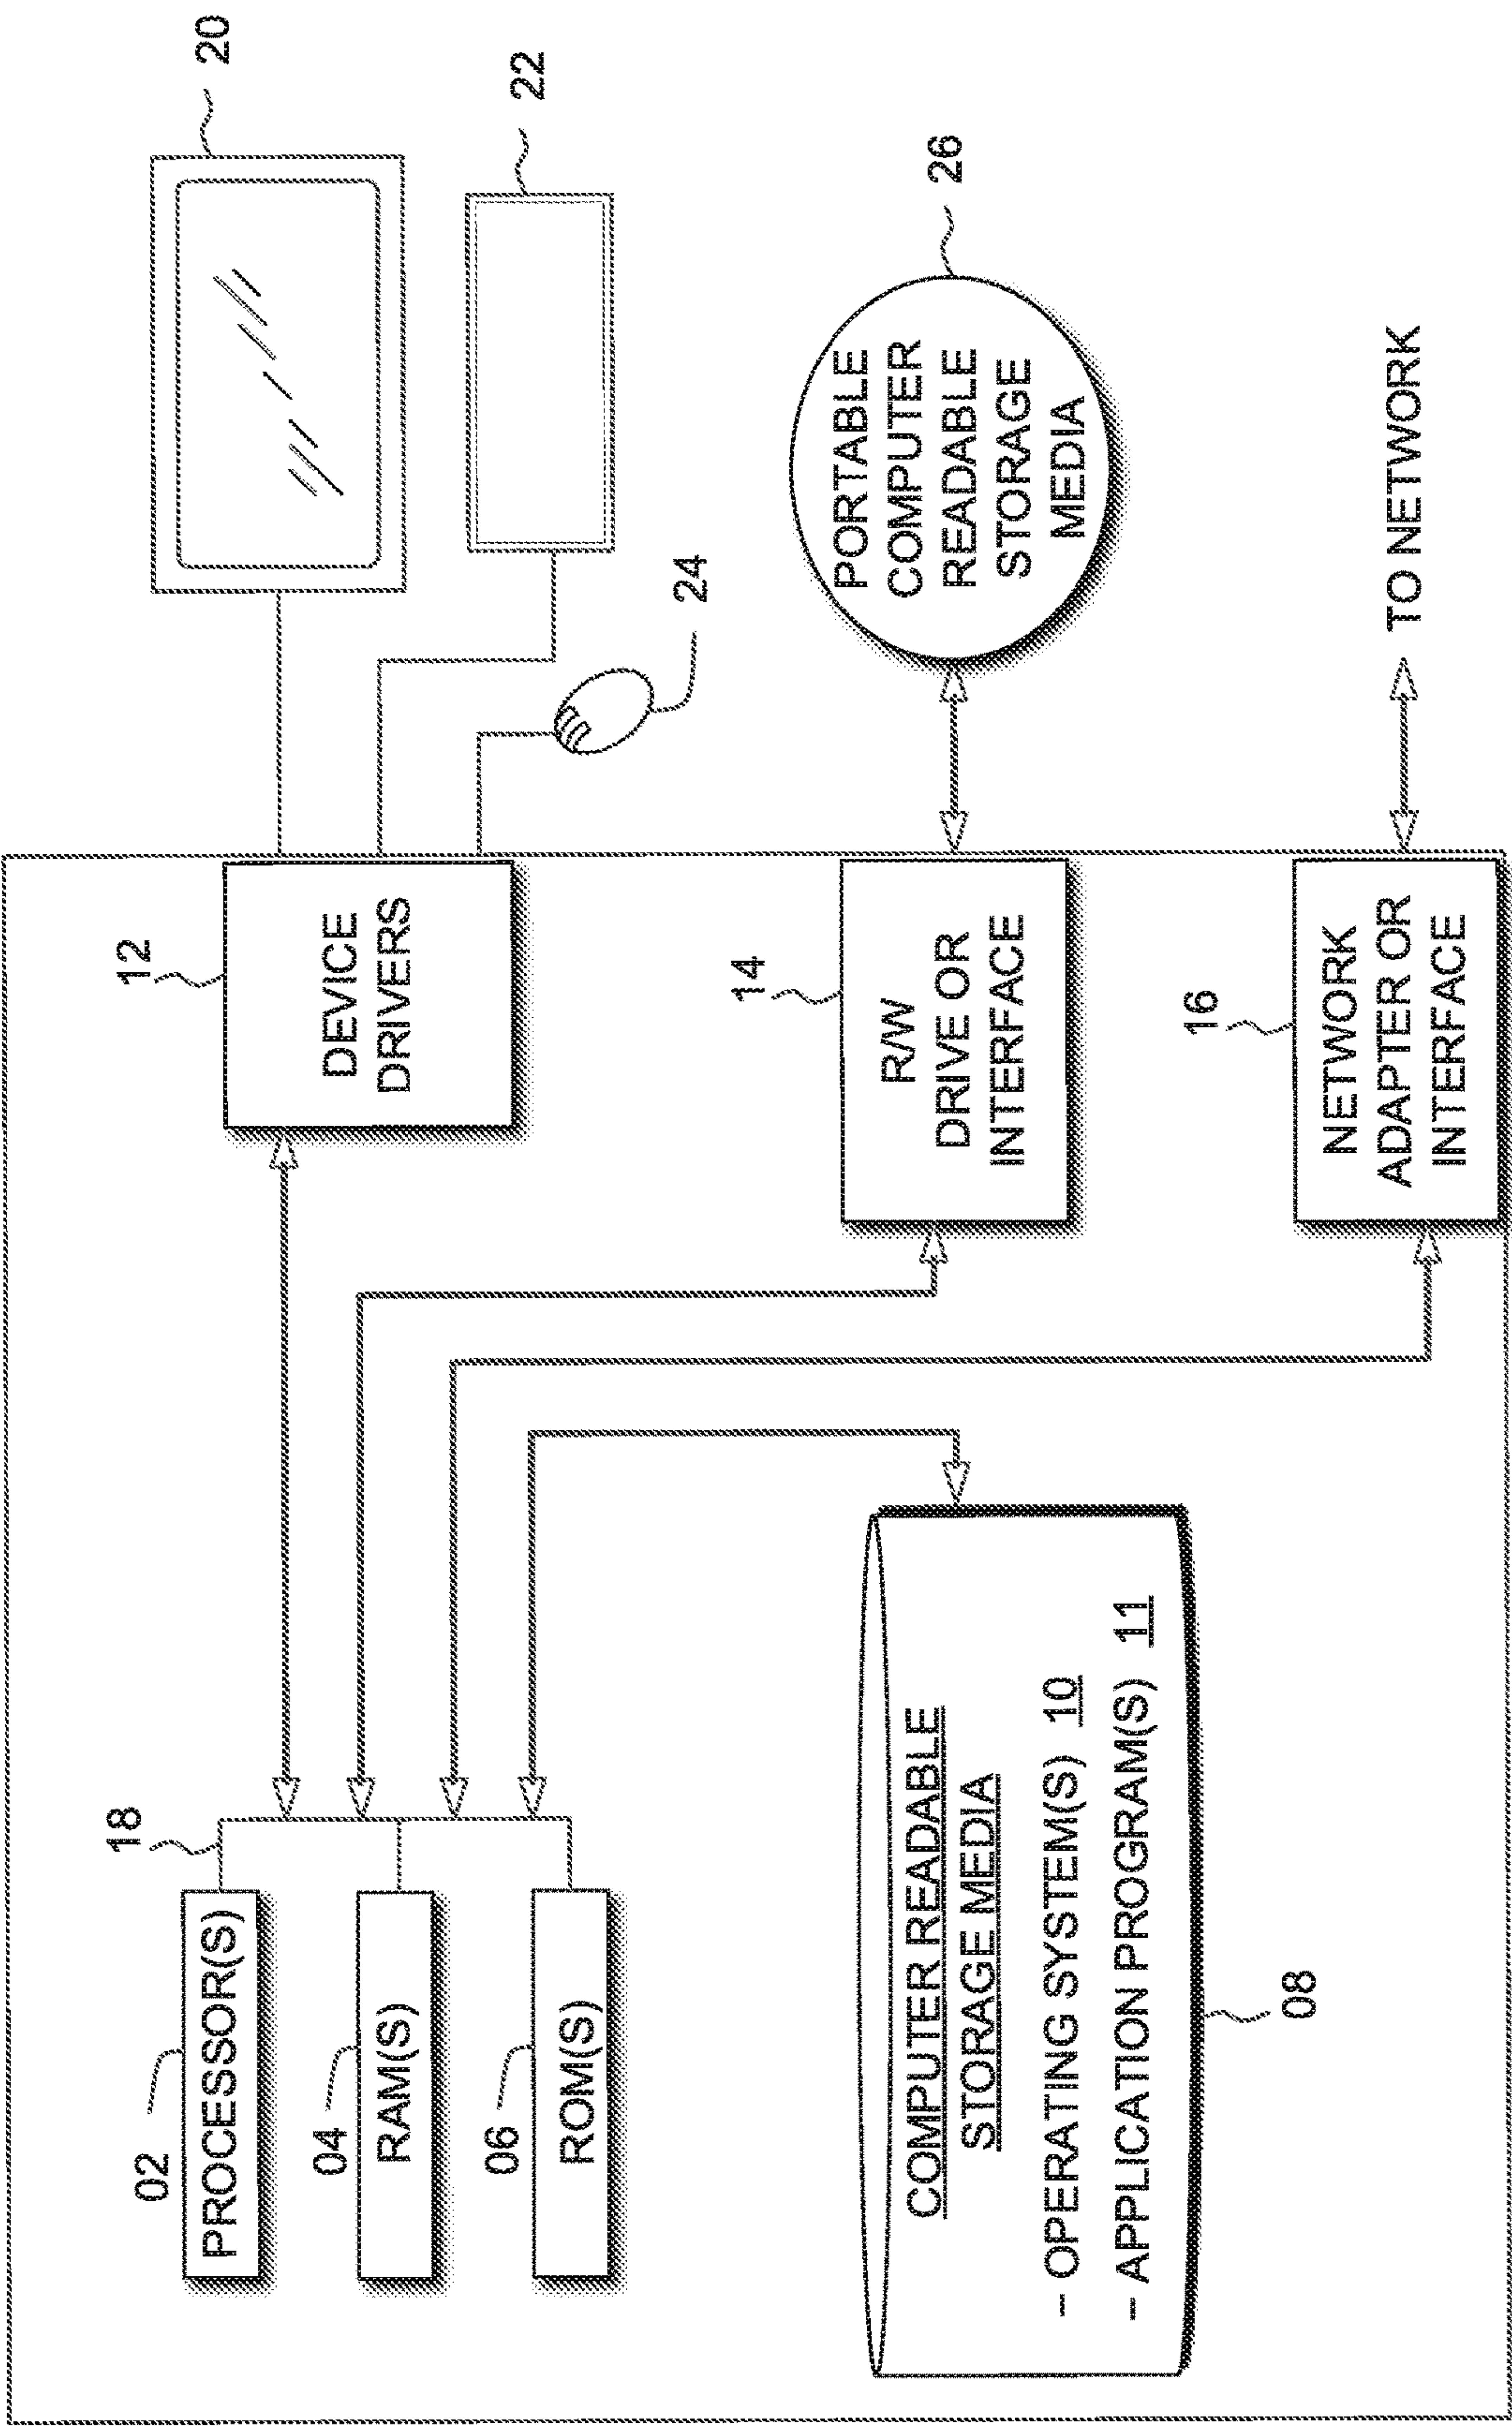 02
PROCESSOR(S)
18
04
RAM(S)
06
ROM(S)
COMPUTER READABLE
STORAGE MEDIA
- OPERATING SYSTEM(S) 10
- APPLICATION PROGRAM(S) 11
08
12
DEVICE
DRIVERS
14
R/W
DRIVE OR
INTERFACE
16
NETWORK
ADAPTER OR
INTERFACE
20
22
24
26
PORTABLE
COMPUTER
READABLE
STORAGE
MEDIA
TO NETWORK